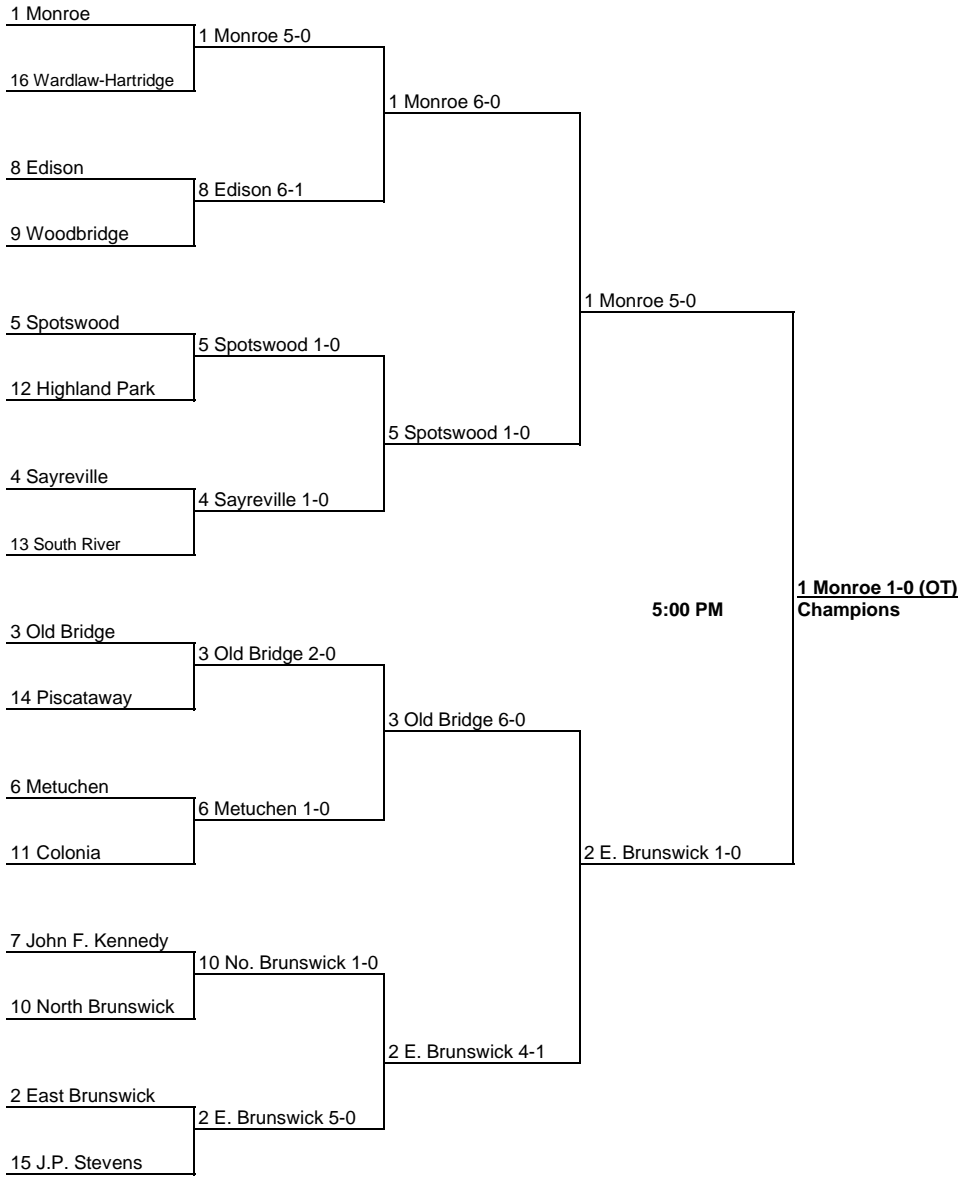 1 Monroe
1 Monroe 5-0
16 Wardlaw-Hartridge
1 Monroe 6-0
8 Edison
8 Edison 6-1
9 Woodbridge
1 Monroe 5-0
5 Spotswood
5 Spotswood 1-0
12 Highland Park
5 Spotswood 1-0
4 Sayreville
4 Sayreville 1-0
13 South River
1 Monroe 1-0 (OT)
5:00 PM Champions
3 Old Bridge
3 Old Bridge 2-0
14 Piscataway
3 Old Bridge 6-0
6 Metuchen
6 Metuchen 1-0
11 Colonia
2 E. Brunswick 1-0
7 John F. Kennedy
10 No. Brunswick 1-0
10 North Brunswick
2 E. Brunswick 4-1
2 East Brunswick
2 E. Brunswick 5-0
15 J.P. Stevens